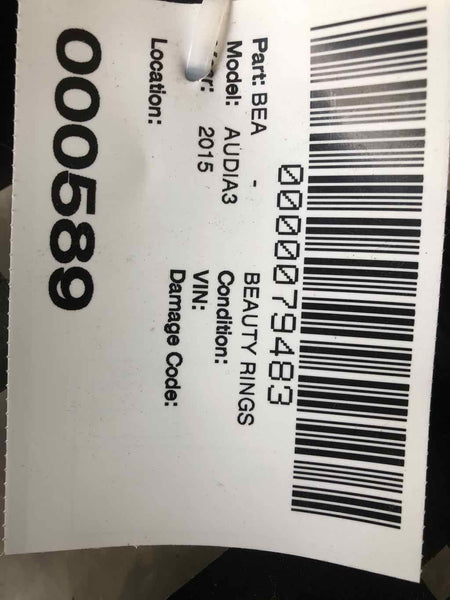 0000079483
Part: BEA - BEAUTY RINGS
Model: AUDIA3 Condition:
2015 VIN:
Location: Damage Code:
000589